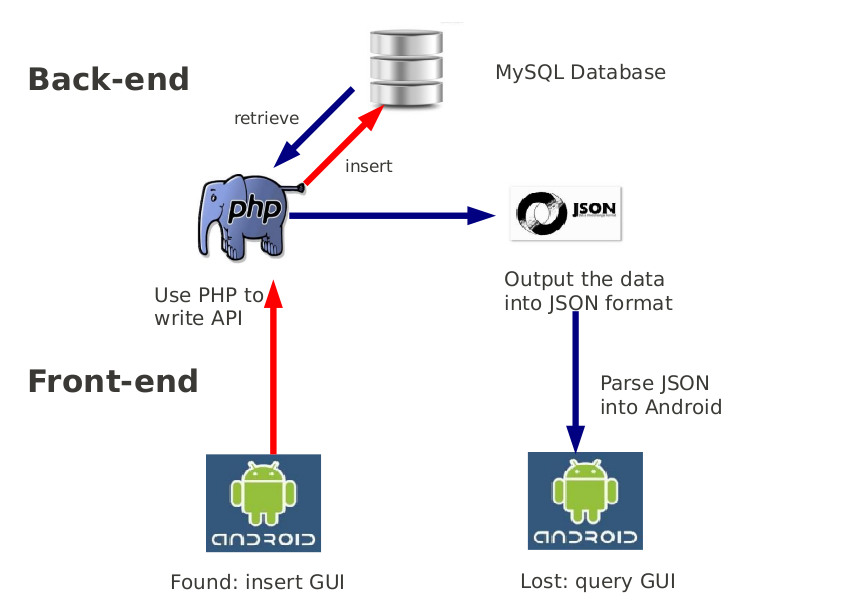 Back-end
MySQL Database
retrieve
insert
php
JSON
Use PHP to
write API
Output the data
into JSON format
Front-end
Parse JSON
into Android
ANDROID
ANDROID
Found: insert GUI
Lost: query GUI